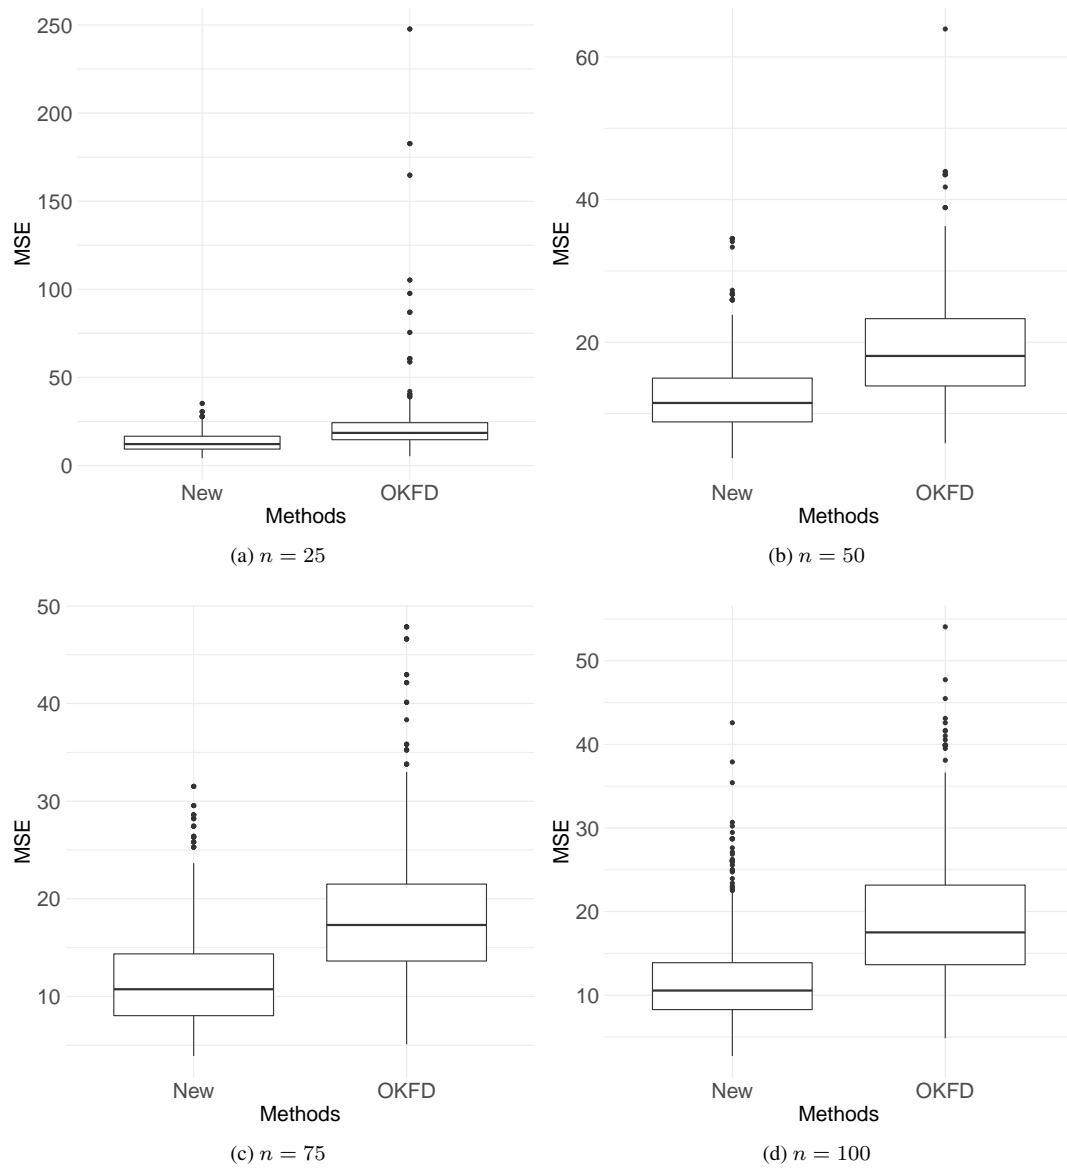 250
200
150
100
50
0
MSE
New OKFD
Methods
(a) n = 25
60
40
20
MSE
New OKFD
Methods
(b) n = 50
50
40
30
20
10
MSE
New OKFD
Methods
(c) n = 75
50
40
30
20
10
MSE
New OKFD
Methods
(d) n = 100